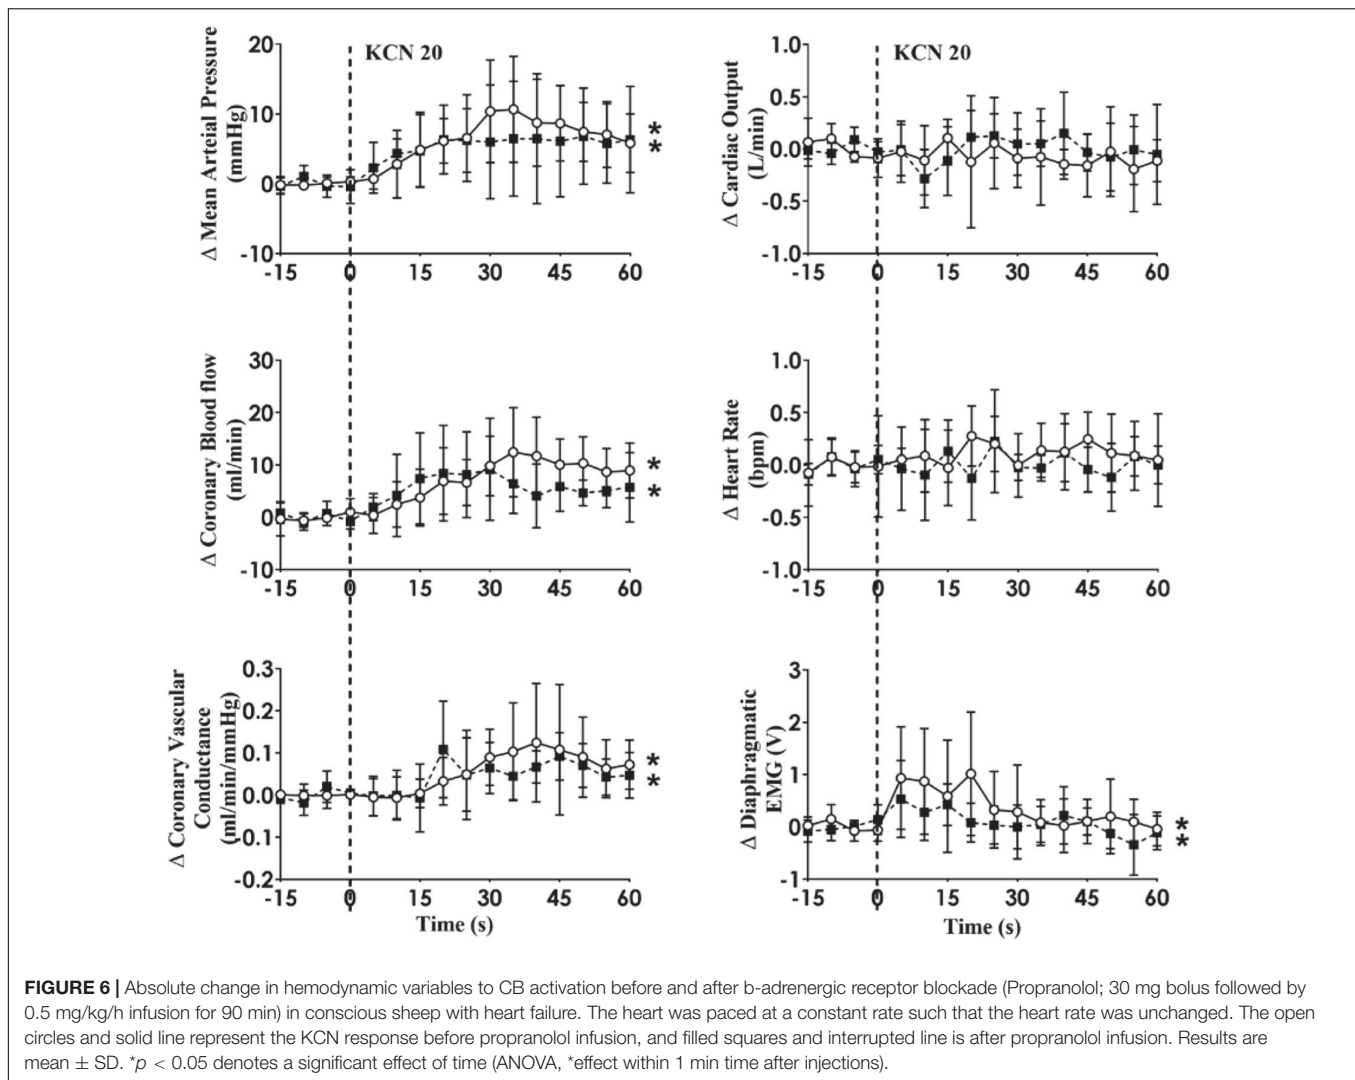 KCN 20
Δ Mean Arteial Pressure
(mmHg)
20
10
0
-10
-15 0 15 30 45 60
*
*
KCN 20
Δ Cardiac Output
(L/min)
1.0
0.5
0.0
-0.5
-1.0
-15 0 15 30 45 60
Δ Coronary Blood flow
(ml/min)
30
20
10
0
-10
-15 0 15 30 45 60
*
*
Δ Heart Rate
(bpm)
1.0
0.5
0.0
-0.5
-1.0
-15 0 15 30 45 60
Δ Coronary Vascular
Conductance
(ml/min/mmHg)
0.3
0.2
0.1
0.0
-0.1
-0.2
-15 0 15 30 45 60
Time (s)
*
*
Δ Diaphragmatic
EMG (V)
3
2
1
0
-1
-15 0 15 30 45 60
Time (s)
*
*
FIGURE 6 | Absolute change in hemodynamic variables to CB activation before and after b-adrenergic receptor blockade (Propranolol; 30 mg bolus followed by
0.5 mg/kg/h infusion for 90 min) in conscious sheep with heart failure. The heart was paced at a constant rate such that the heart rate was unchanged. The open
circles and solid line represent the KCN response before propranolol infusion, and filled squares and interrupted line is after propranolol infusion. Results are
mean ± SD. *p < 0.05 denotes a significant effect of time (ANOVA, *effect within 1 min time after injections).